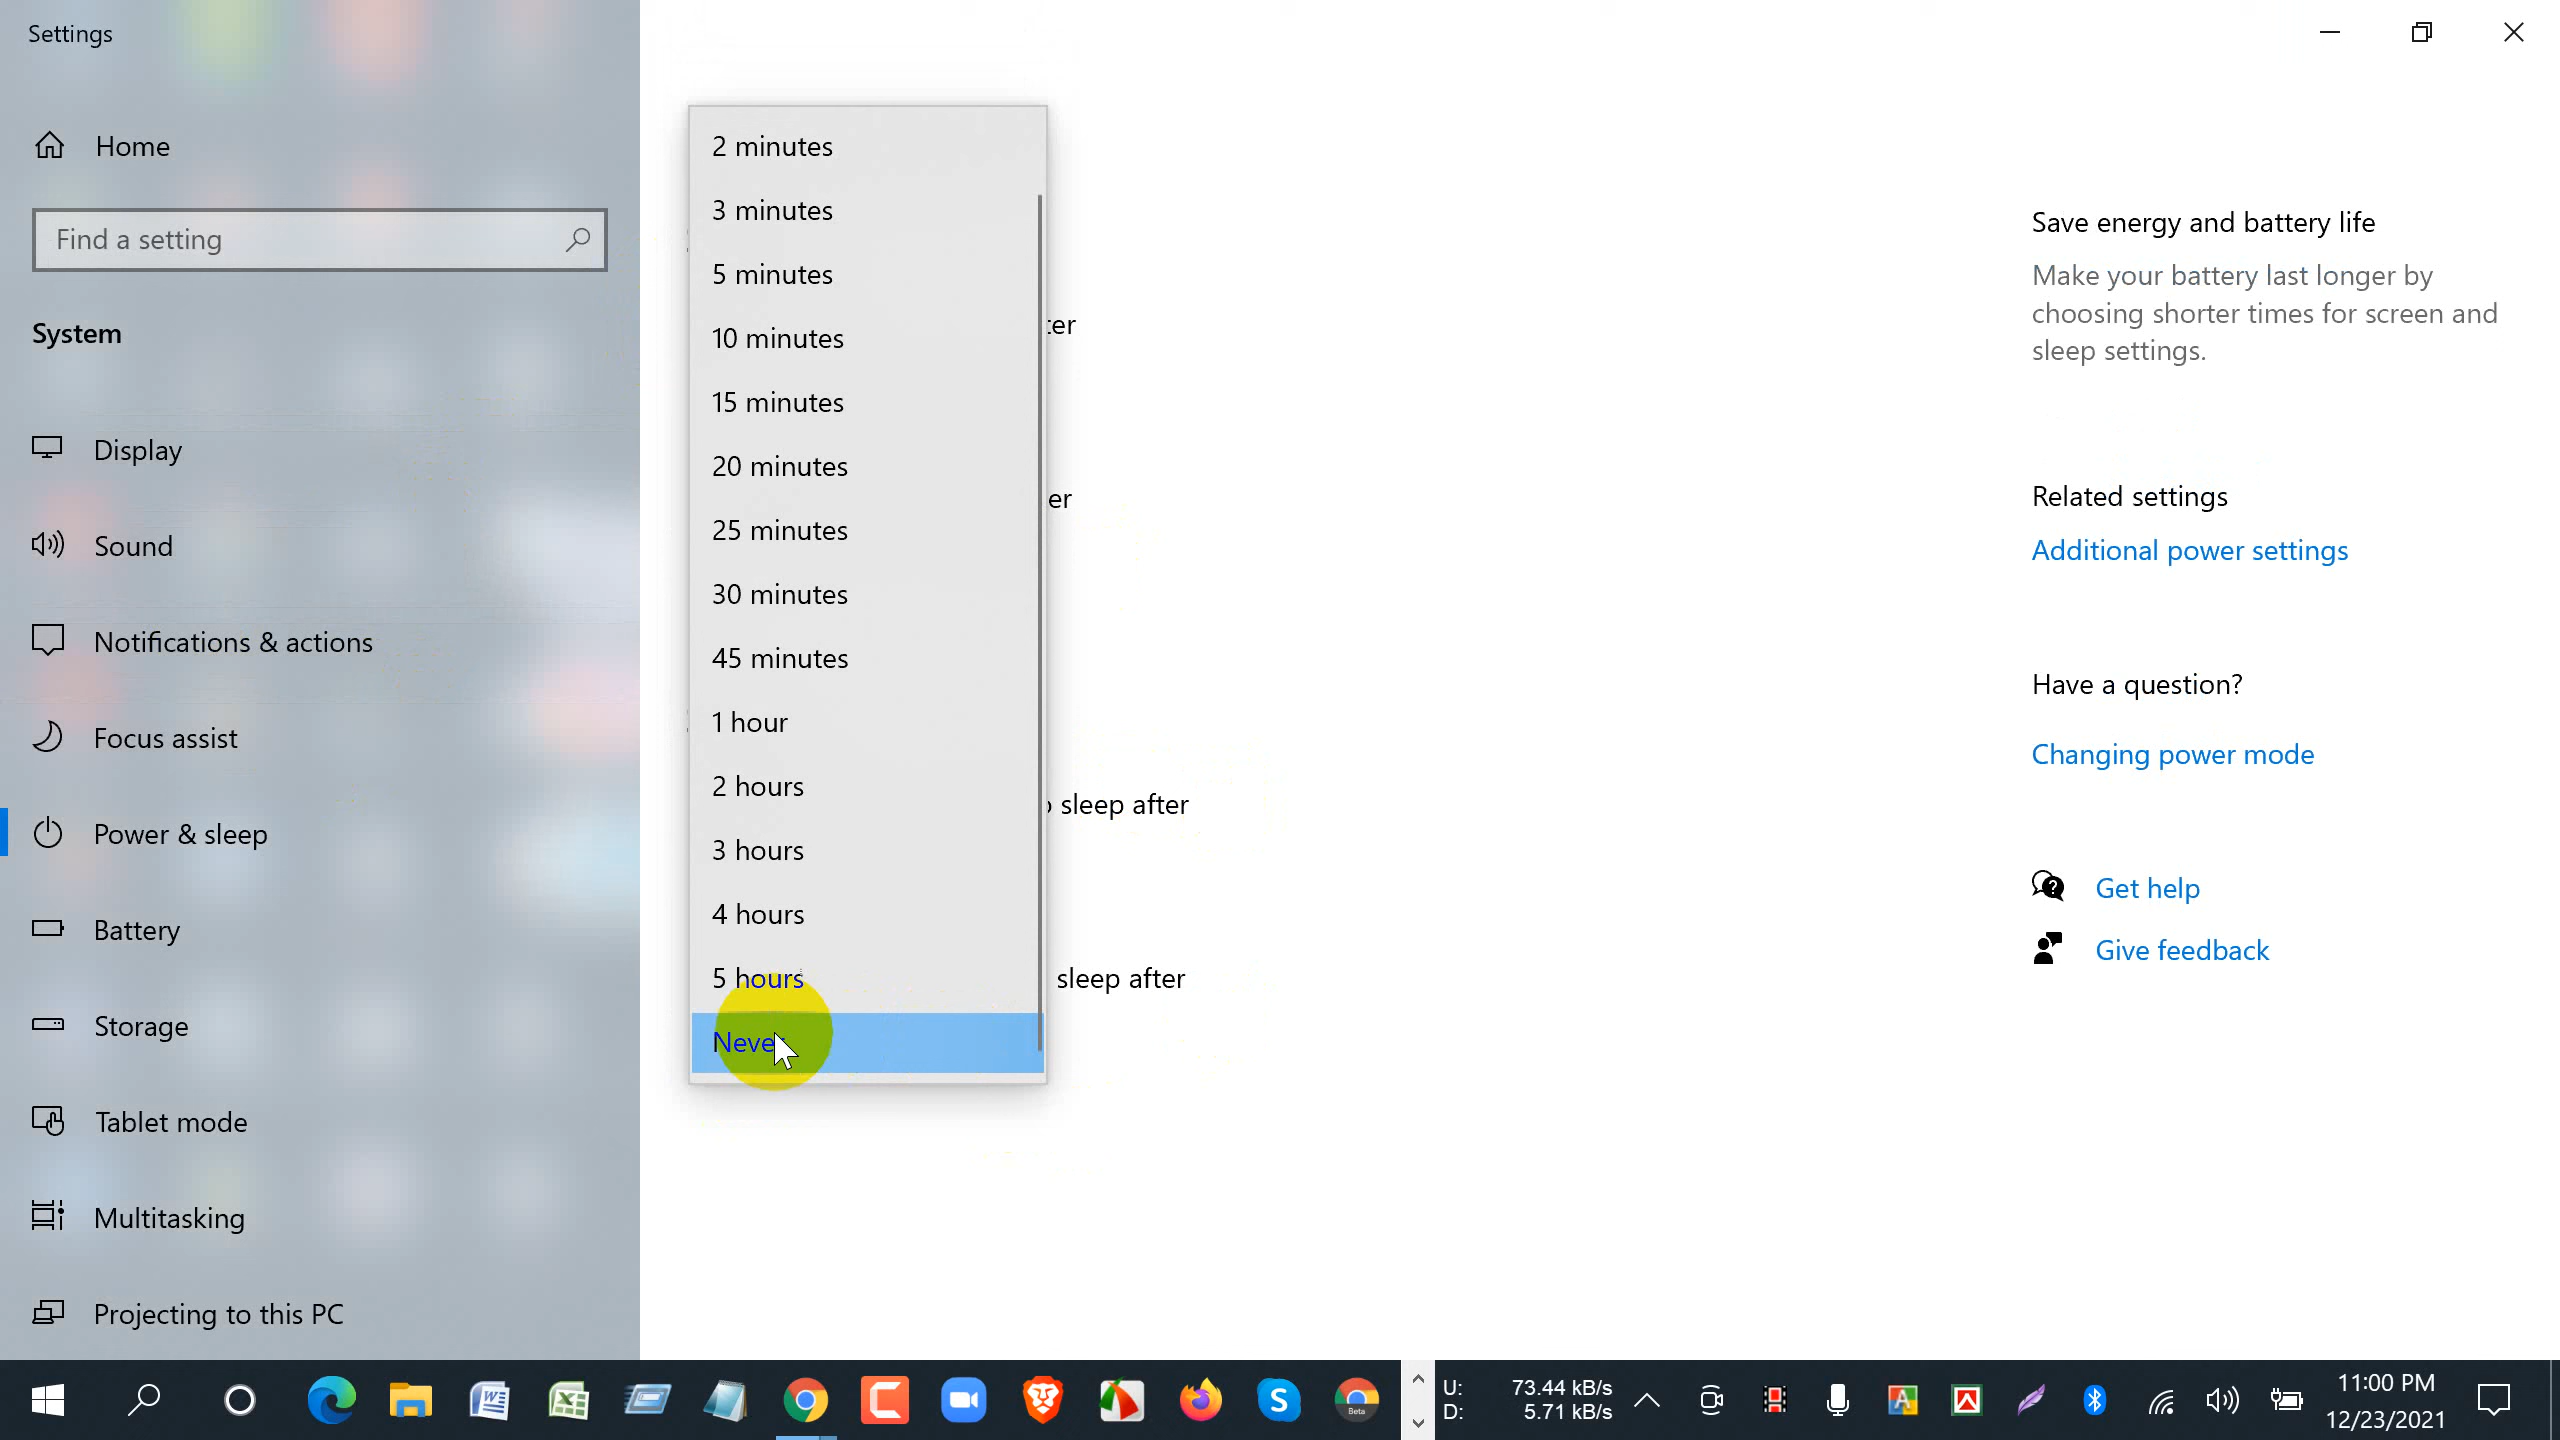 Settings
Home
Find a setting
System
Display
Sound
Notifications & actions
Focus assist
Power & sleep
Battery
Storage
Tablet mode
Multitasking
Projecting to this PC
2 minutes
3 minutes
5 minutes
10 minutes
15 minutes
20 minutes
25 minutes
30 minutes
45 minutes
1 hour
2 hours
3 hours
4 hours
5 hours
Never
ter
er
sleep after
sleep after
Save energy and battery life
Make your battery last longer by
choosing shorter times for screen and
sleep settings.
Related settings
Additional power settings
Have a question?
Changing power mode
Get help
Give feedback
U: 73.44 kB/s
D: 5.71 kB/s
11:00 PM
12/23/2021
Beta